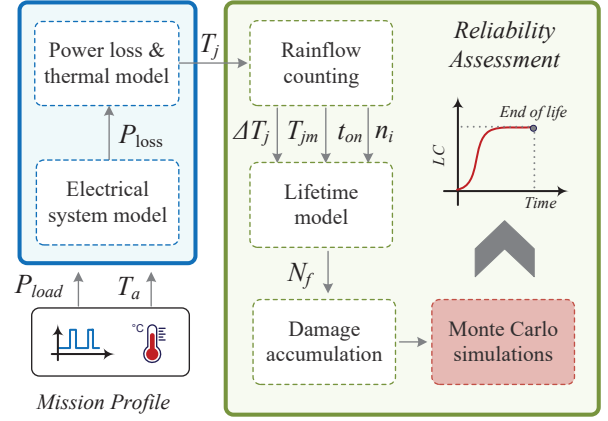 Power loss &
thermal model
T_j
P_loss
Electrical
system model
P_load
T_a
°C
Mission Profile
Rainflow
counting
ΔT_j T_jm t_on n_i
Lifetime
model
N_f
Damage
accumulation
Monte Carlo
simulations
Reliability
Assessment
End of life
LC
Time